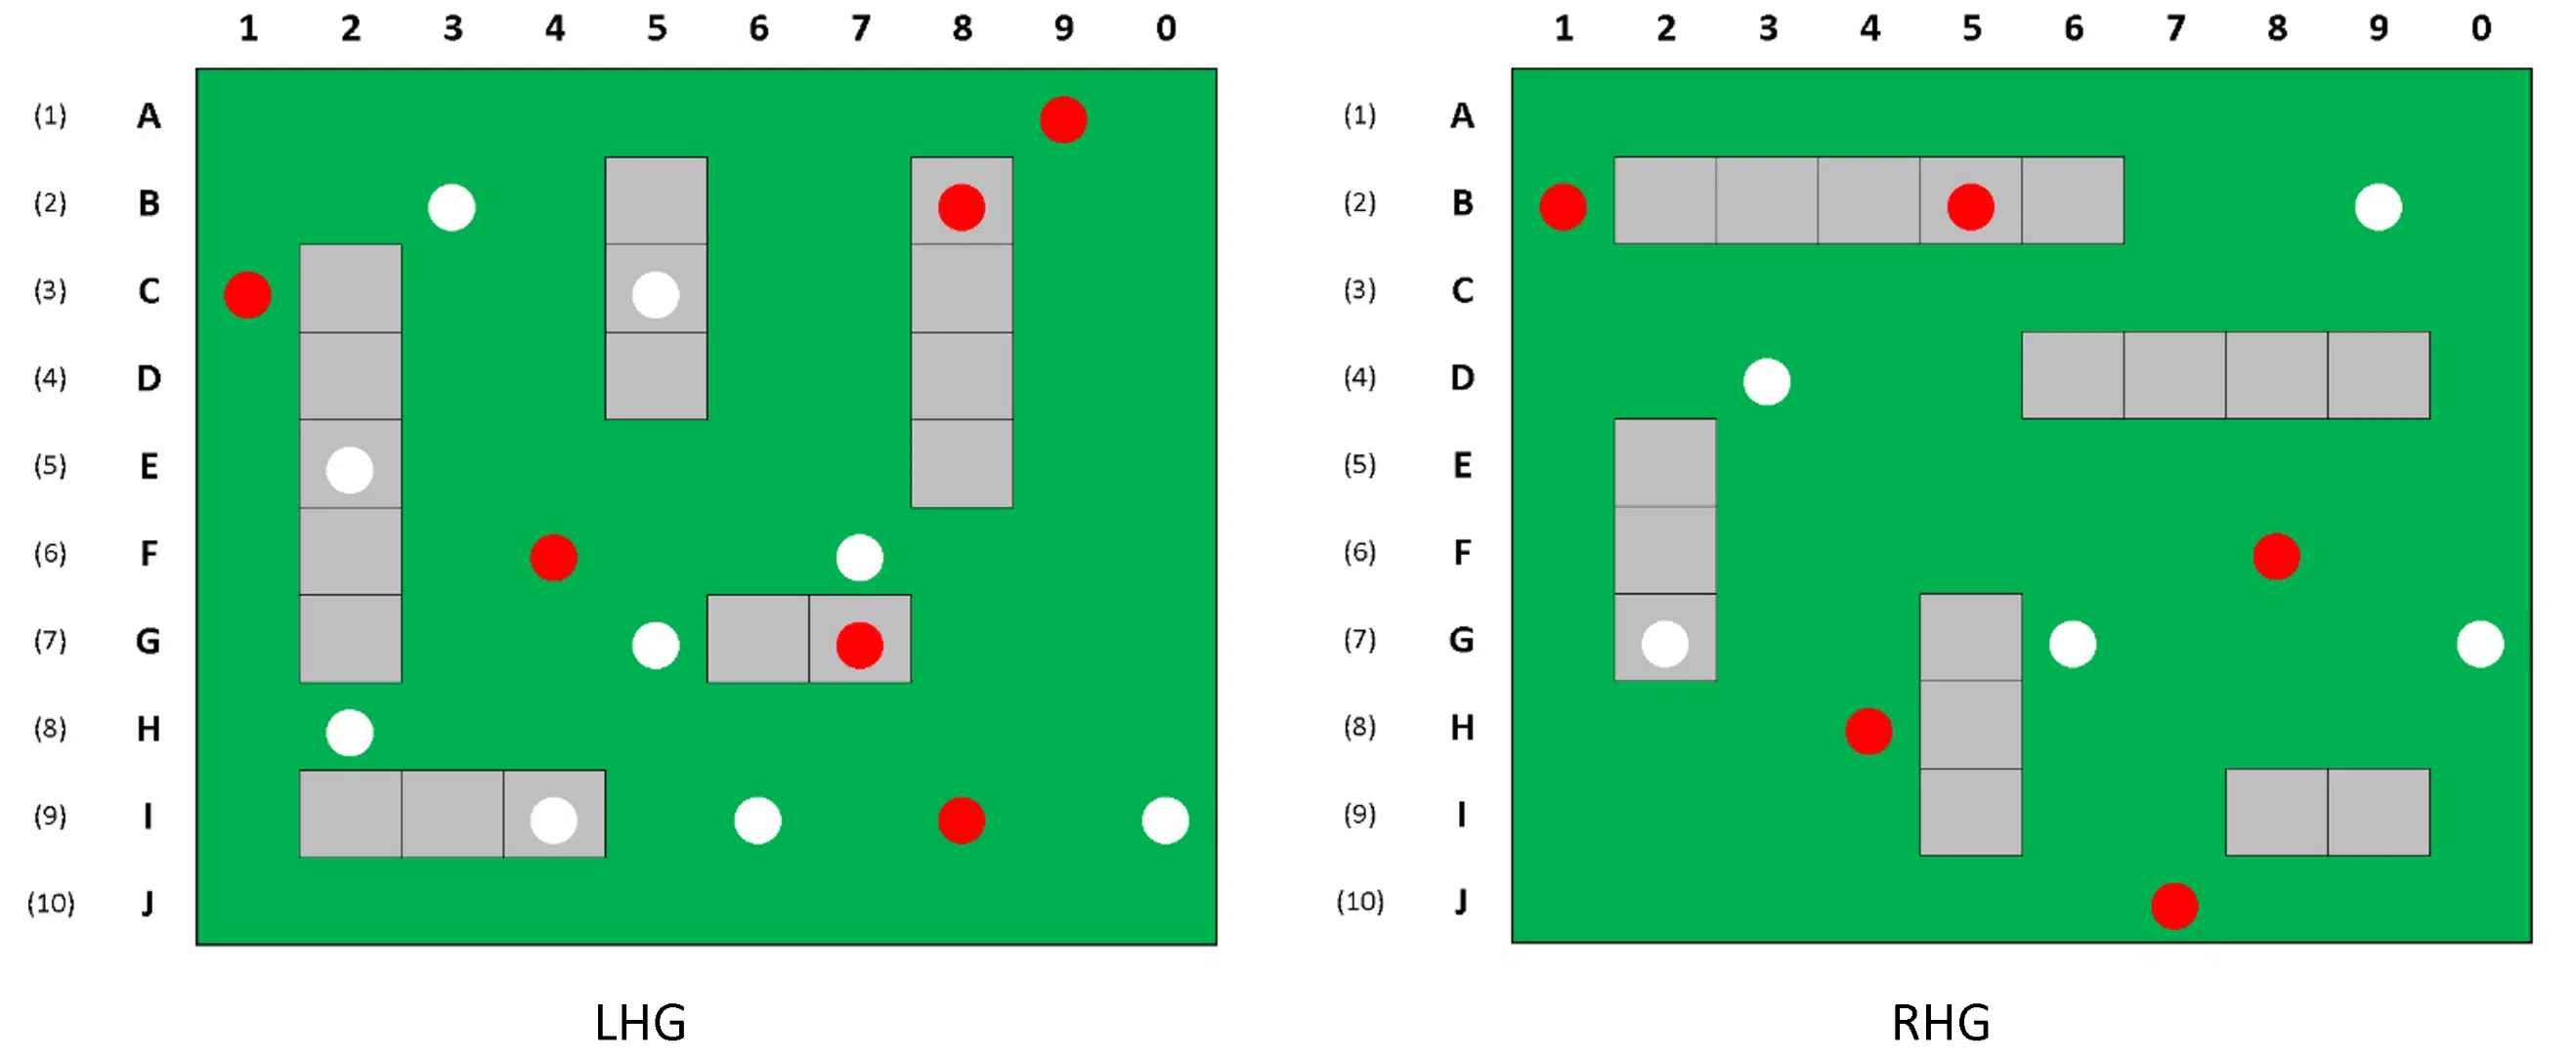 1 2 3 4 5 6 7 8 9 0
(1) A
(2) B
(3) C
(4) D
(5) E
(6) F
(7) G
(8) H
(9) I
(10) J
LHG
1 2 3 4 5 6 7 8 9 0
(1) A
(2) B
(3) C
(4) D
(5) E
(6) F
(7) G
(8) H
(9) I
(10) J
RHG